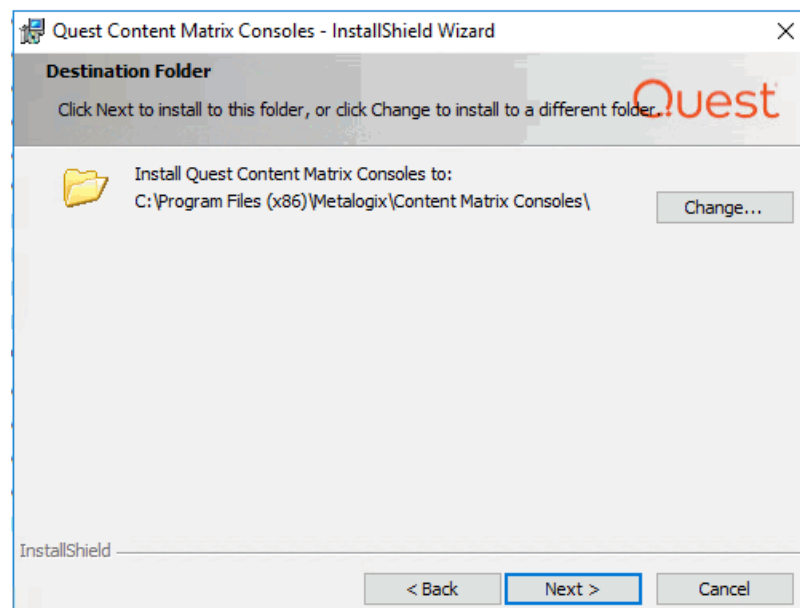 Quest Content Matrix Consoles - InstallShield Wizard
Destination Folder
Click Next to install to this folder, or click Change to install to a different folder.
Quest
Install Quest Content Matrix Consoles to:
C:\Program Files (x86)\Metalogix\Content Matrix Consoles\
Change...
InstallShield
< Back
Next >
Cancel